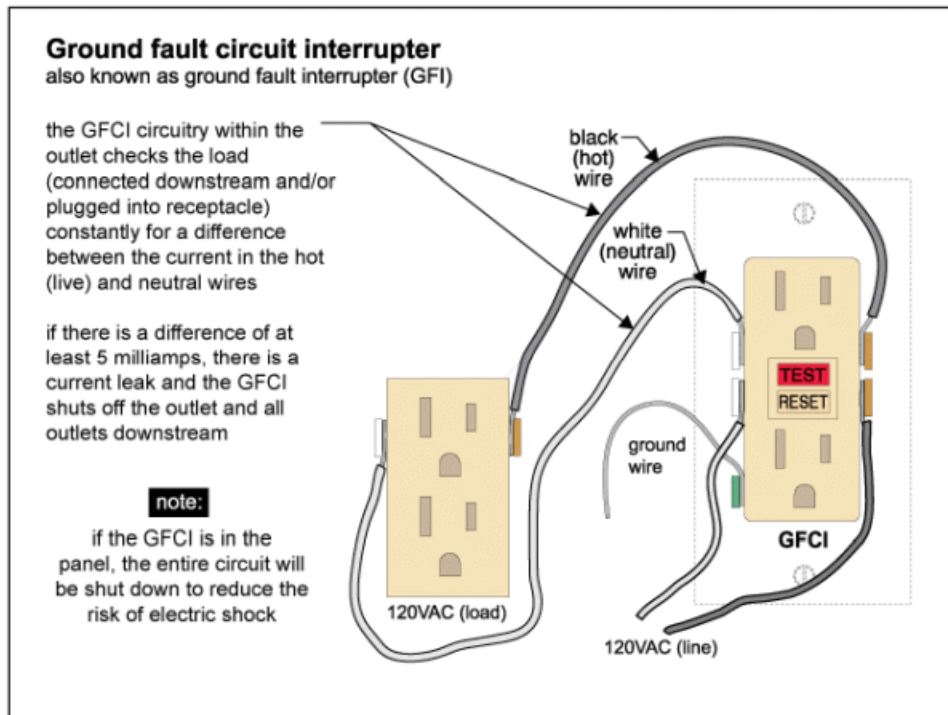 Ground fault circuit interrupter
also known as ground fault interrupter (GFI)
the GFCI circuitry within the
outlet checks the load
(connected downstream and/or
plugged into receptacle)
constantly for a difference
between the current in the hot
(live) and neutral wires
if there is a difference of at
least 5 milliamps, there is a
current leak and the GFCI
shuts off the outlet and all
outlets downstream
note:
if the GFCI is in the
panel, the entire circuit will
be shut down to reduce the
risk of electric shock
black
(hot)
wire
white
(neutral)
wire
TEST
RESET
ground
wire
GFCI
120VAC (load)
120VAC (line)